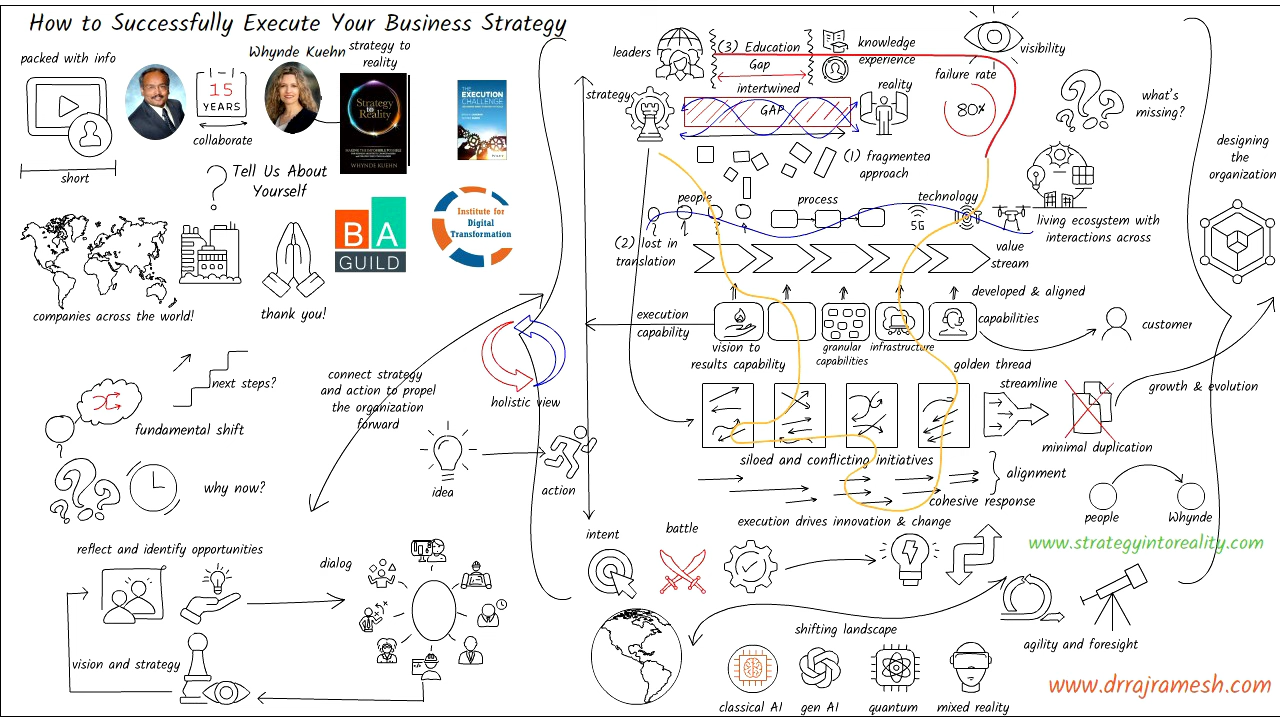 How to Successfully Execute Your Business Strategy
packed with info
15
YEARS
collaborate
short
Whynde Kuehn
strategy to
reality
Strategy
to
Reality
WHYNDE KUEHN
THE
EXECUTION
CHALLENGE
WILEY
Tell Us About
Yourself
BA
GUILD
Institute for
Digital
Transformation
companies across the world!
thank you!
next steps?
fundamental shift
why now?
connect strategy
and action to propel
the organization
forward
holistic view
idea
action
reflect and identify opportunities
dialog
vision and strategy
leaders
(3) Education
Gap
knowledge
experience
visibility
failure rate
80%
strategy
intertwined
GAP
reality
what's
missing?
(1) fragmented
approach
designing
the
organization
people
process
technology
5G
living ecosystem with
interactions across
(2) lost in
translation
value
stream
developed & aligned
execution
capability
capabilities
customer
vision to
results capability
granular
capabilities
infrastructure
golden thread
streamline
growth & evolution
minimal duplication
siloed and conflicting initiatives
alignment
cohesive response
people
Whynde
www.strategyintoreality.com
execution drives innovation & change
intent
battle
shifting landscape
agility and foresight
classical AI
gen AI
quantum
mixed reality
www.drrajramesh.com